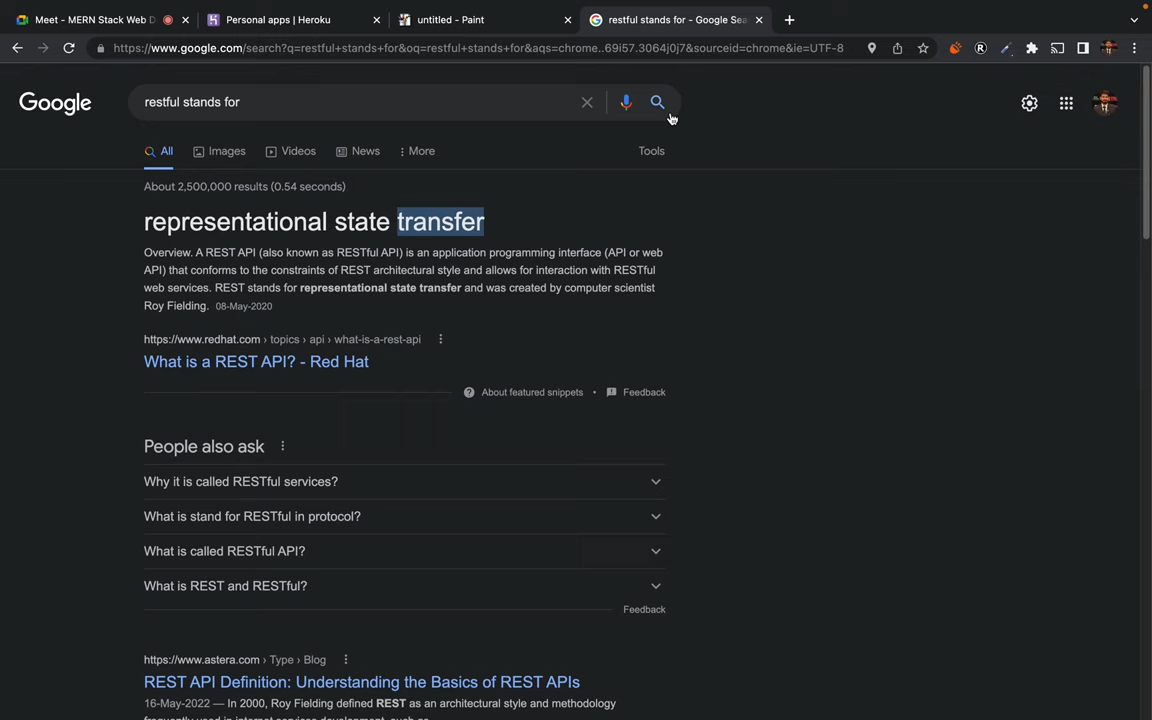 Meet - MERN Stack Web D
Personal apps | Heroku
untitled - Paint
restful stands for - Google Sea
https://www.google.com/search?q=restful+stands+for&oq=restful+stands+for&aqs=chrome..69i57.3064j0j7&sourceid=chrome&ie=UTF-8
Google
restful stands for
All Images Videos News More Tools
About 2,500,000 results (0.54 seconds)
representational state transfer
Overview. A REST API (also known as RESTful API) is an application programming interface (API or web
API) that conforms to the constraints of REST architectural style and allows for interaction with RESTful
web services. REST stands for representational state transfer and was created by computer scientist
Roy Fielding. 08-May-2020
https://www.redhat.com › topics › api › what-is-a-rest-api
What is a REST API? - Red Hat
About featured snippets • Feedback
People also ask
Why it is called RESTful services?
What is stand for RESTful in protocol?
What is called RESTful API?
What is REST and RESTful?
Feedback
https://www.astera.com › Type › Blog
REST API Definition: Understanding the Basics of REST APIs
16-May-2022 — In 2000, Roy Fielding defined REST as an architectural style and methodology